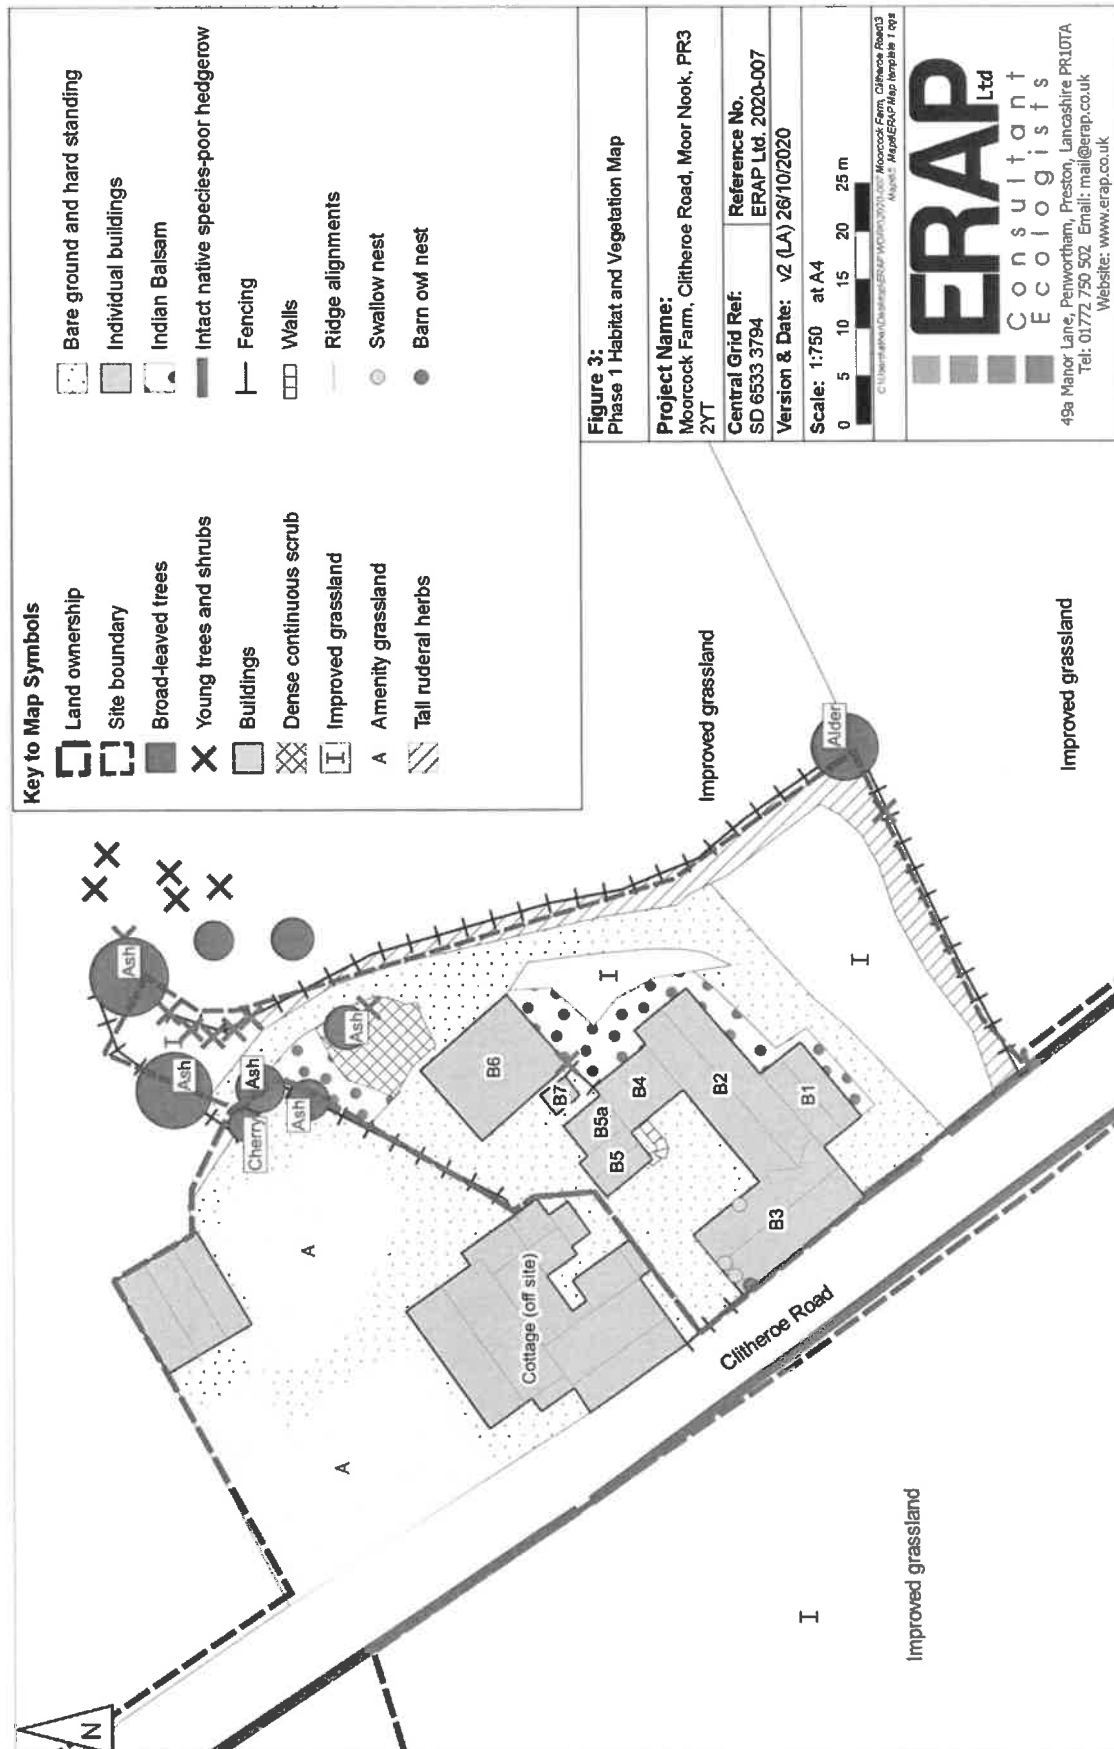 Key to Map Symbols
Land ownership
Site boundary
Broad-leaved trees
Young trees and shrubs
Buildings
Dense continuous scrub
I Improved grassland
A Amenity grassland
Tall ruderal herbs
Bare ground and hard standing
Individual buildings
Indian Balsam
Intact native species-poor hedgerow
Fencing
Walls
Ridge alignments
Swallow nest
Barn owl nest
Figure 3:
Phase 1 Habitat and Vegetation Map
Project Name:
Moorcock Farm, Clitheroe Road, Moor Nook, PR3
2YT
Central Grid Ref:
SD 6533 3794
Reference No.
ERAP Ltd. 2020-007
Version & Date: v2 (LA) 26/10/2020
Scale: 1:750 at A4
0 5 10 15 20 25 m
ERAP
Ltd
Consultant
Ecologists
49a Manor Lane, Penwortham, Preston, Lancashire PR10TA
Tel: 01772 750 502 Email: mail@erap.co.uk
Website: www.erap.co.uk
N
Ash
I
Ash
Ash
Cherry
Ash
Ash
A
A
B6
B7
B5a
B5
B4
B2
B1
B3
I
I
Cottage (off site)
Clitheroe Road
Alder
Improved grassland
Improved grassland
I
Improved grassland